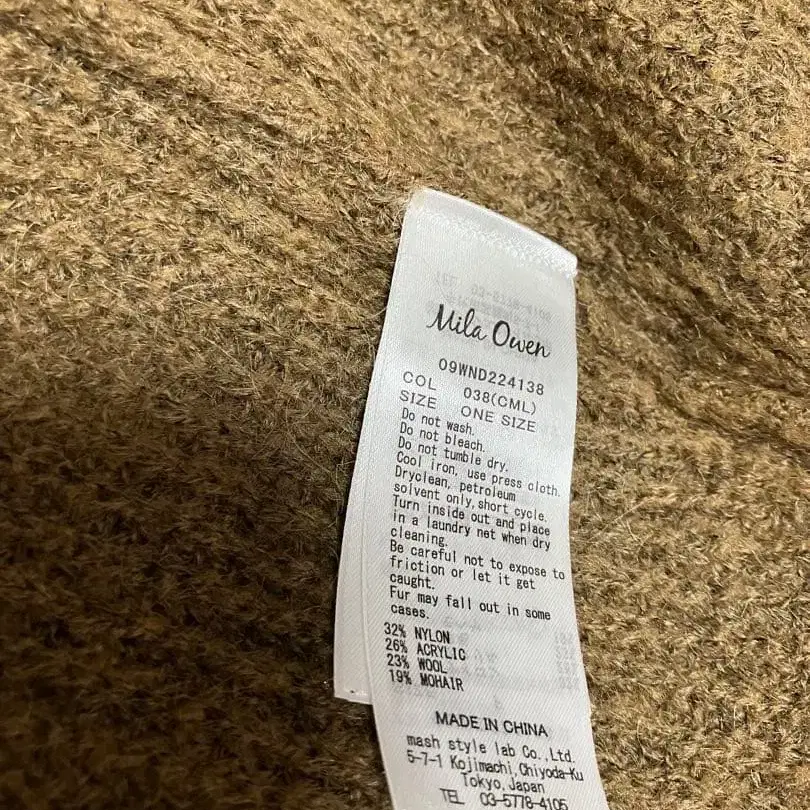 Mila Owen
09WND224138
COL 038(CML)
SIZE ONE SIZE
Do not wash.
Do not bleach.
Do not tumble dry.
Cool iron, use press cloth.
Dryclean, petroleum
solvent only, short cycle.
Turn inside out and place
in a laundry net when dry
cleaning.
Be careful not to expose to
friction or let it get
caught.
Fur may fall out in some
cases.
32% NYLON
26% ACRYLIC
23% WOOL
19% MOHAIR
MADE IN CHINA
mash style lab Co.,Ltd.
5-7-1 Kojimachi,Chiyoda-Ku
Tokyo,Japan
TEL 03-5778-4106